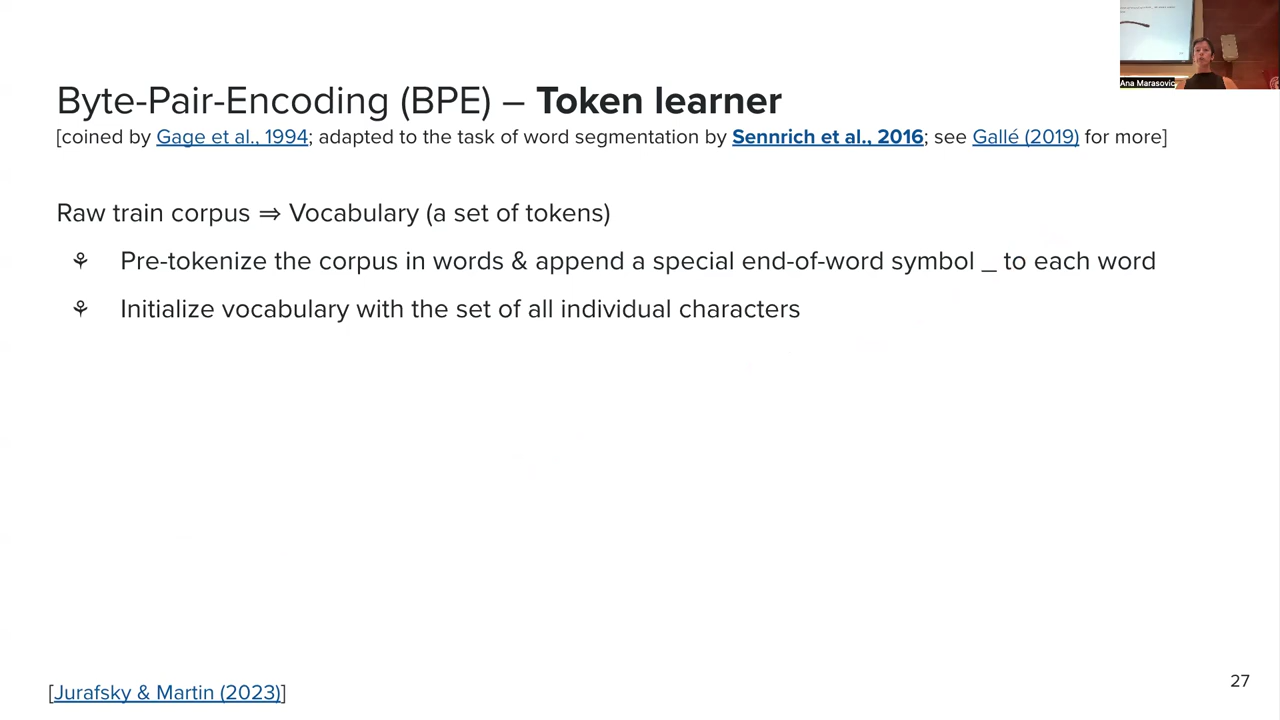 Ana Marasovic
Byte-Pair-Encoding (BPE) – Token learner
[coined by Gage et al., 1994; adapted to the task of word segmentation by Sennrich et al., 2016; see Gallé (2019) for more]
Raw train corpus ⇒ Vocabulary (a set of tokens)
⚘ Pre-tokenize the corpus in words & append a special end-of-word symbol _ to each word
⚘ Initialize vocabulary with the set of all individual characters
[Jurafsky & Martin (2023)]
27